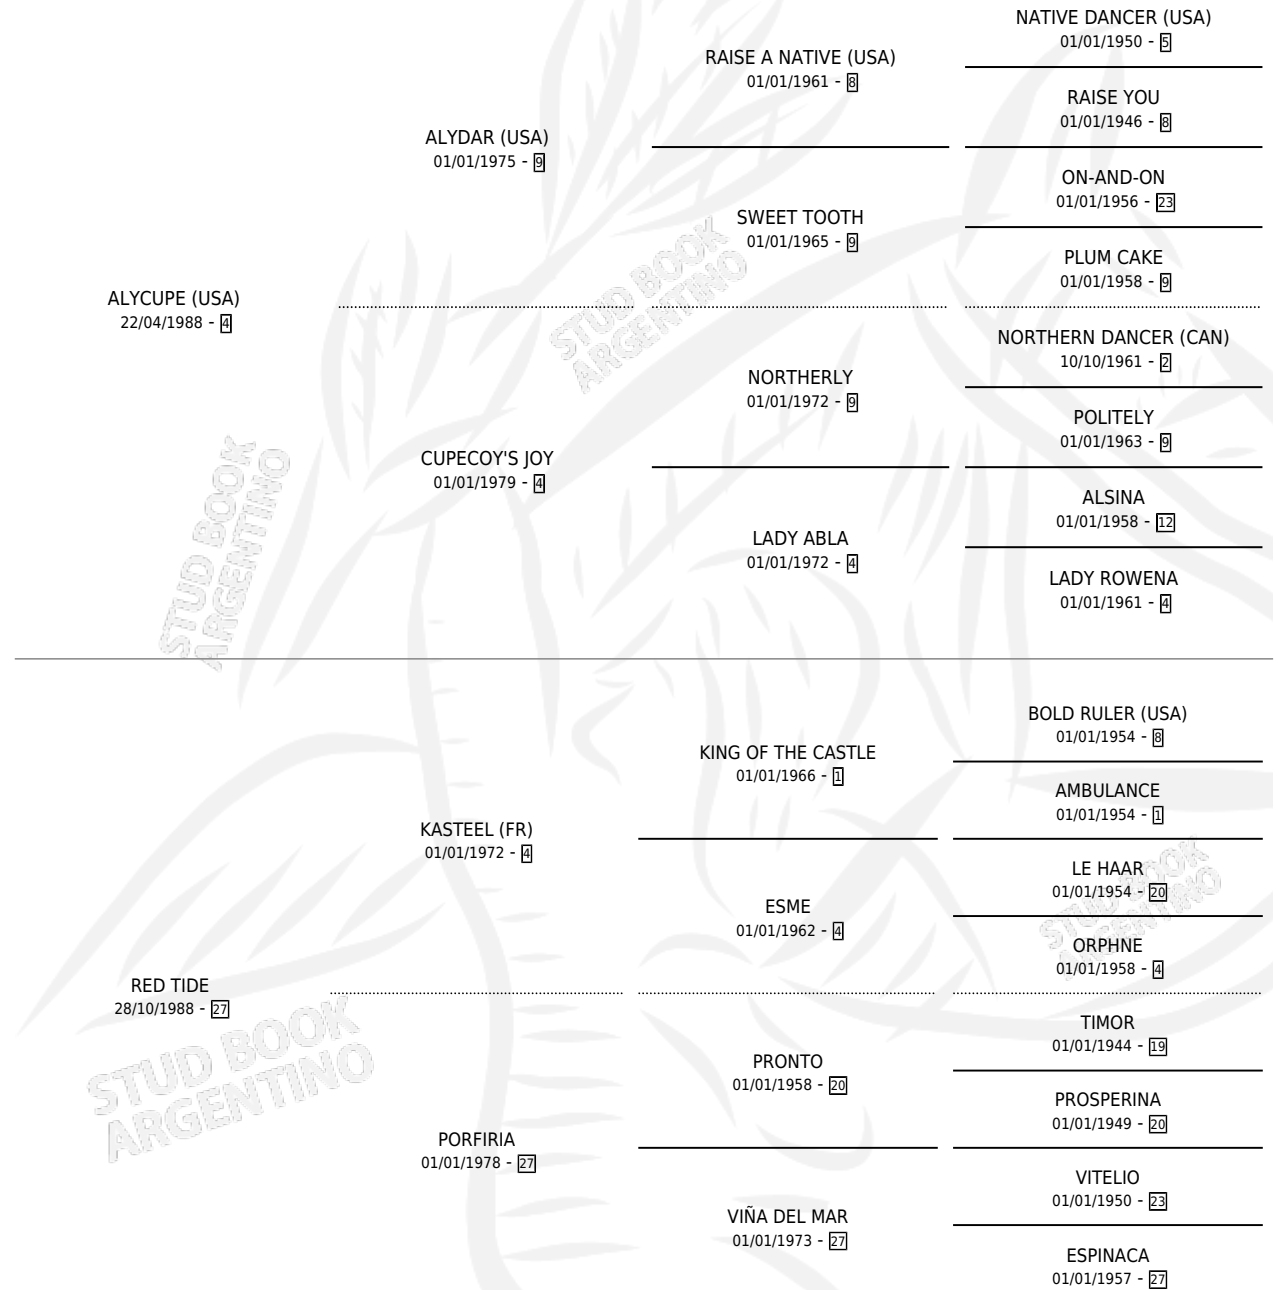 NATIVE DANCER (USA)
01/01/1950 - 5
RAISE A NATIVE (USA)
01/01/1961 - 8
RAISE YOU
01/01/1946 - 8
ALYDAR (USA)
01/01/1975 - 9
ON-AND-ON
01/01/1956 - 23
SWEET TOOTH
01/01/1965 - 9
PLUM CAKE
01/01/1958 - 9
ALYCUPE (USA)
22/04/1988 - 4
NORTHERN DANCER (CAN)
10/10/1961 - 2
NORTHERLY
01/01/1972 - 9
POLITELY
01/01/1963 - 9
CUPECOY'S JOY
01/01/1979 - 4
ALSINA
01/01/1958 - 12
LADY ABLA
01/01/1972 - 4
LADY ROWENA
01/01/1961 - 4
BOLD RULER (USA)
01/01/1954 - 8
KING OF THE CASTLE
01/01/1966 - 1
AMBULANCE
01/01/1954 - 1
KASTEEL (FR)
01/01/1972 - 4
LE HAAR
01/01/1954 - 20
ESME
01/01/1962 - 4
ORPHNE
01/01/1958 - 4
RED TIDE
28/10/1988 - 27
TIMOR
01/01/1944 - 19
PRONTO
01/01/1958 - 20
PROSPERINA
01/01/1949 - 20
PORFIRIA
01/01/1978 - 27
VITELIO
01/01/1950 - 23
VIÑA DEL MAR
01/01/1973 - 27
ESPINACA
01/01/1957 - 27
STUD BOOK
ARGENTINO
STUD BOOK
ARGENTINO
STUD BOOK
ARGENTINO
STUD BOOK
ARGENTINO